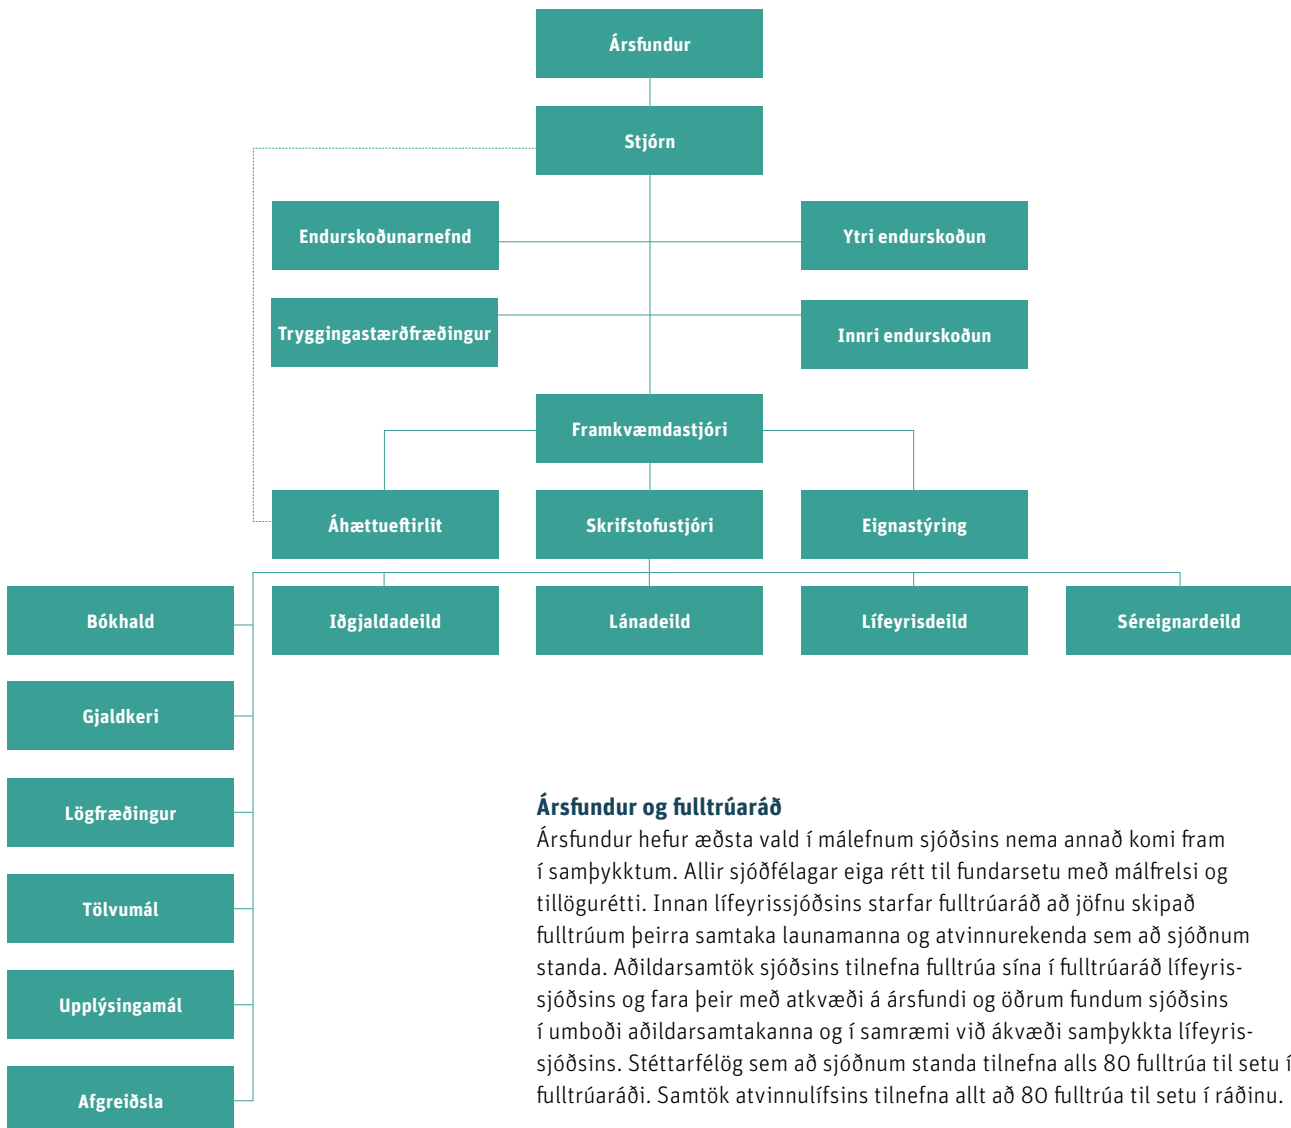 Ársfundur
Stjórn
Endurskoðunarnefnd
Ytri endurskoðun
Tryggingastærðfræðingur
Innri endurskoðun
Framkvæmdastjóri
Áhættueftirlit
Skrifstofustjóri
Eignastýring
Bókhald
Iðgjaldadeild
Lánadeild
Lífeyrisdeild
Séreignardeild
Gjaldkeri
Lögfræðingur
Tölvumál
Upplýsingamál
Afgreiðsla
Ársfundur og fulltrúaráð
Ársfundur hefur æðsta vald í málefnum sjóðsins nema annað komi fram
í samþykktum. Allir sjóðfélagar eiga rétt til fundarsetu með málfrelsi og
tillögurétti. Innan lífeyrissjóðsins starfar fulltrúaráð að jöfnu skipað
fulltrúum þeirra samtaka launamanna og atvinnurekenda sem að sjóðnum
standa. Aðildarsamtök sjóðsins tilnefna fulltrúa sína í fulltrúaráð lífeyris-
sjóðsins og fara þeir með atkvæði á ársfundi og öðrum fundum sjóðsins
í umboði aðildarsamtakanna og í samræmi við ákvæði samþykkta lífeyris-
sjóðsins. Stéttarfélög sem að sjóðnum standa tilnefna alls 80 fulltrúa til setu í
fulltrúaráði. Samtök atvinnulífsins tilnefna allt að 80 fulltrúa til setu í ráðinu.